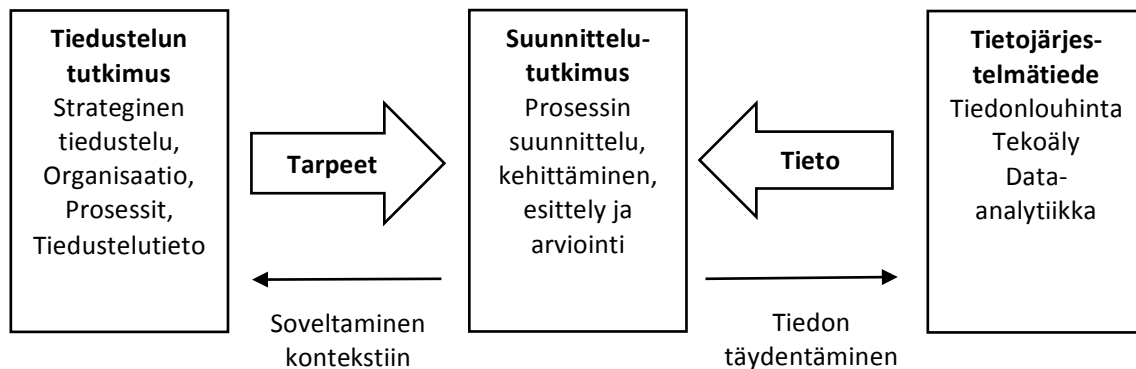 Tiedustelun
tutkimus
Strateginen
tiedustelu,
Organisaatio,
Prosessit,
Tiedustelutieto
Tarpeet
Soveltaminen
kontekstiin
Suunnittelu-
tutkimus
Prosessin
suunnittelu,
kehittäminen,
esittely ja
arviointi
Tieto
Tiedon
täydentäminen
Tietojärjes-
telmätiede
Tiedonlouhinta
Tekoäly
Data-
analytiikka